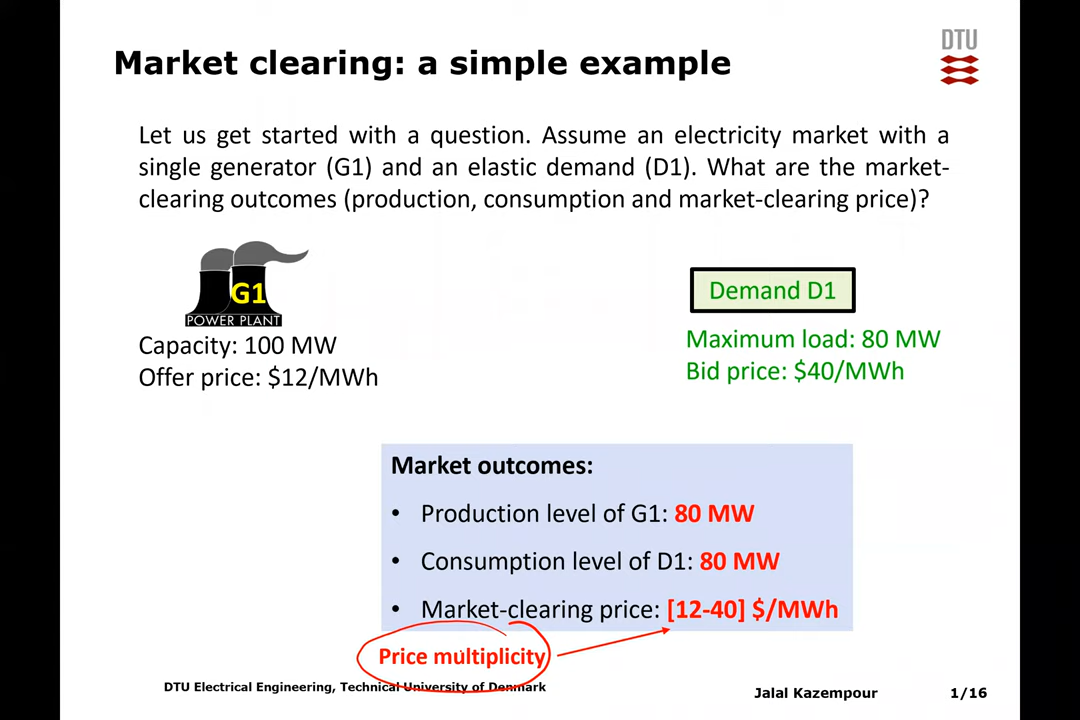 DTU
Market clearing: a simple example
Let us get started with a question. Assume an electricity market with a
single generator (G1) and an elastic demand (D1). What are the market-
clearing outcomes (production, consumption and market-clearing price)?
G1
POWER PLANT
Capacity: 100 MW
Offer price: $12/MWh
Demand D1
Maximum load: 80 MW
Bid price: $40/MWh
Market outcomes:
• Production level of G1: 80 MW
• Consumption level of D1: 80 MW
• Market-clearing price: [12-40] $/MWh
Price multiplicity
DTU Electrical Engineering, Technical University of Denmark
Jalal Kazempour
1/16